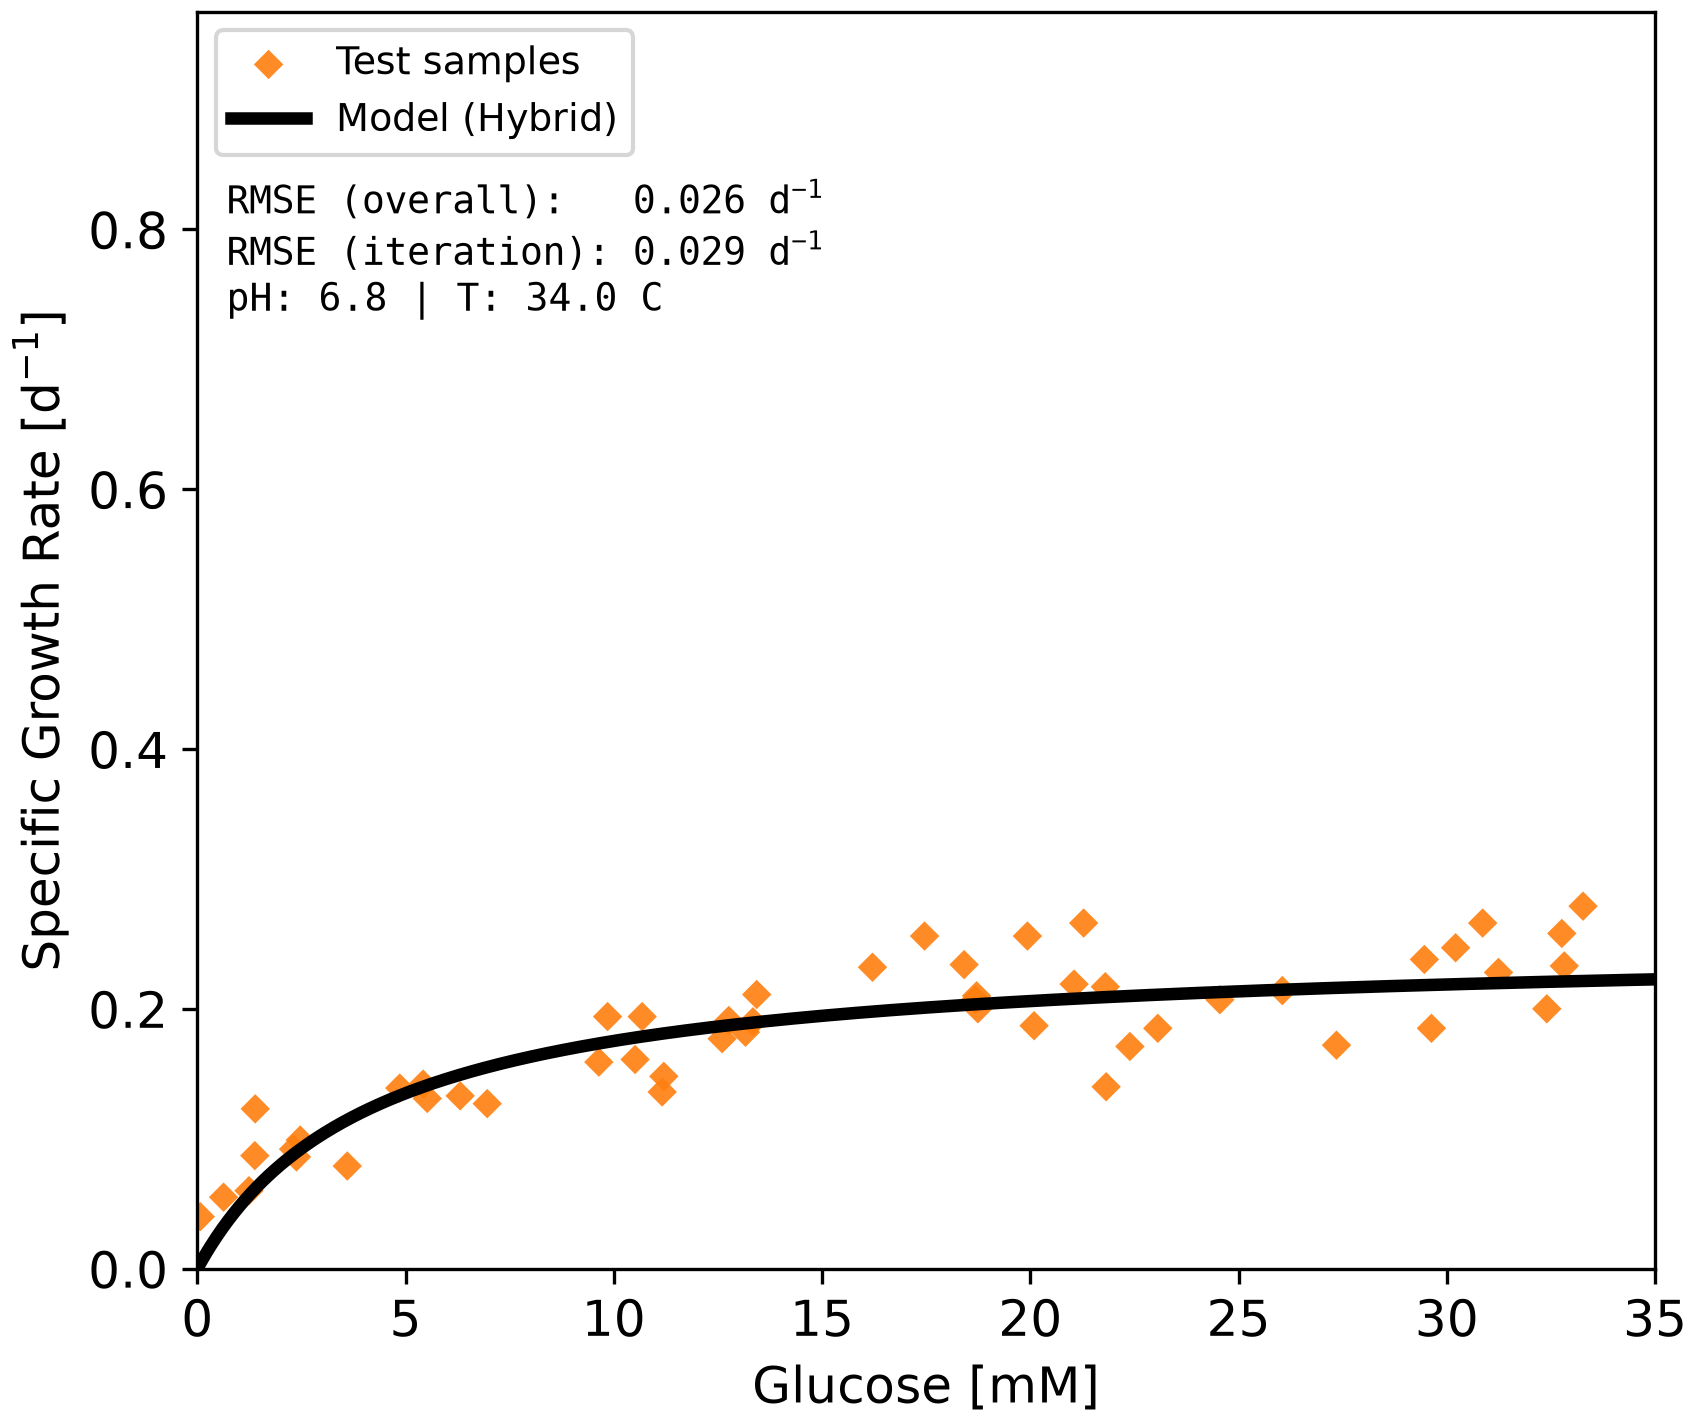 Test samples
Model (Hybrid)
RMSE (overall): 0.026 d⁻¹
RMSE (iteration): 0.029 d⁻¹
pH: 6.8 | T: 34.0 C
Specific Growth Rate [d⁻¹]
0.8
0.6
0.4
0.2
0.0
0 5 10 15 20 25 30 35
Glucose [mM]